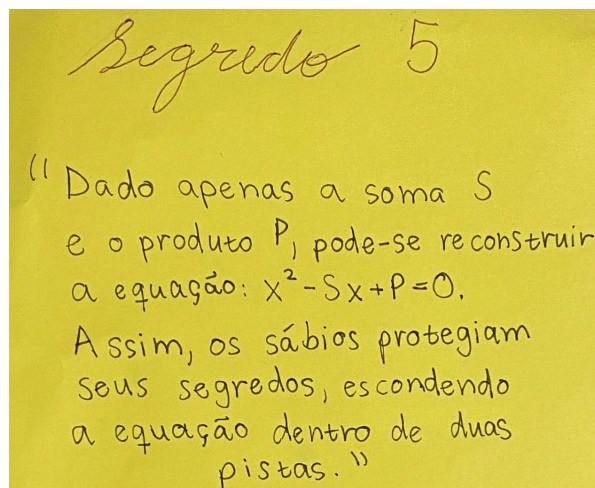 Segredo 5
"Dado apenas a soma S
e o produto P, pode-se reconstruir
a equação: x² - Sx + P = 0.
Assim, os sábios protegiam
seus segredos, escondendo
a equação dentro de duas
pistas."